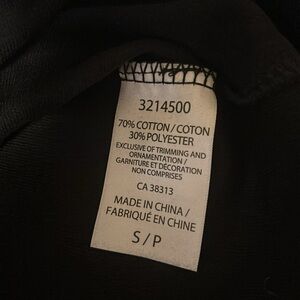 3214500
70% COTTON / COTON
30% POLYESTER
EXCLUSIVE OF TRIMMING AND
ORNAMENTATION /
GARNITURE ET DÉCORATION
NON COMPRISES
CA 38313
MADE IN CHINA /
FABRIQUÉ EN CHINE
S / P